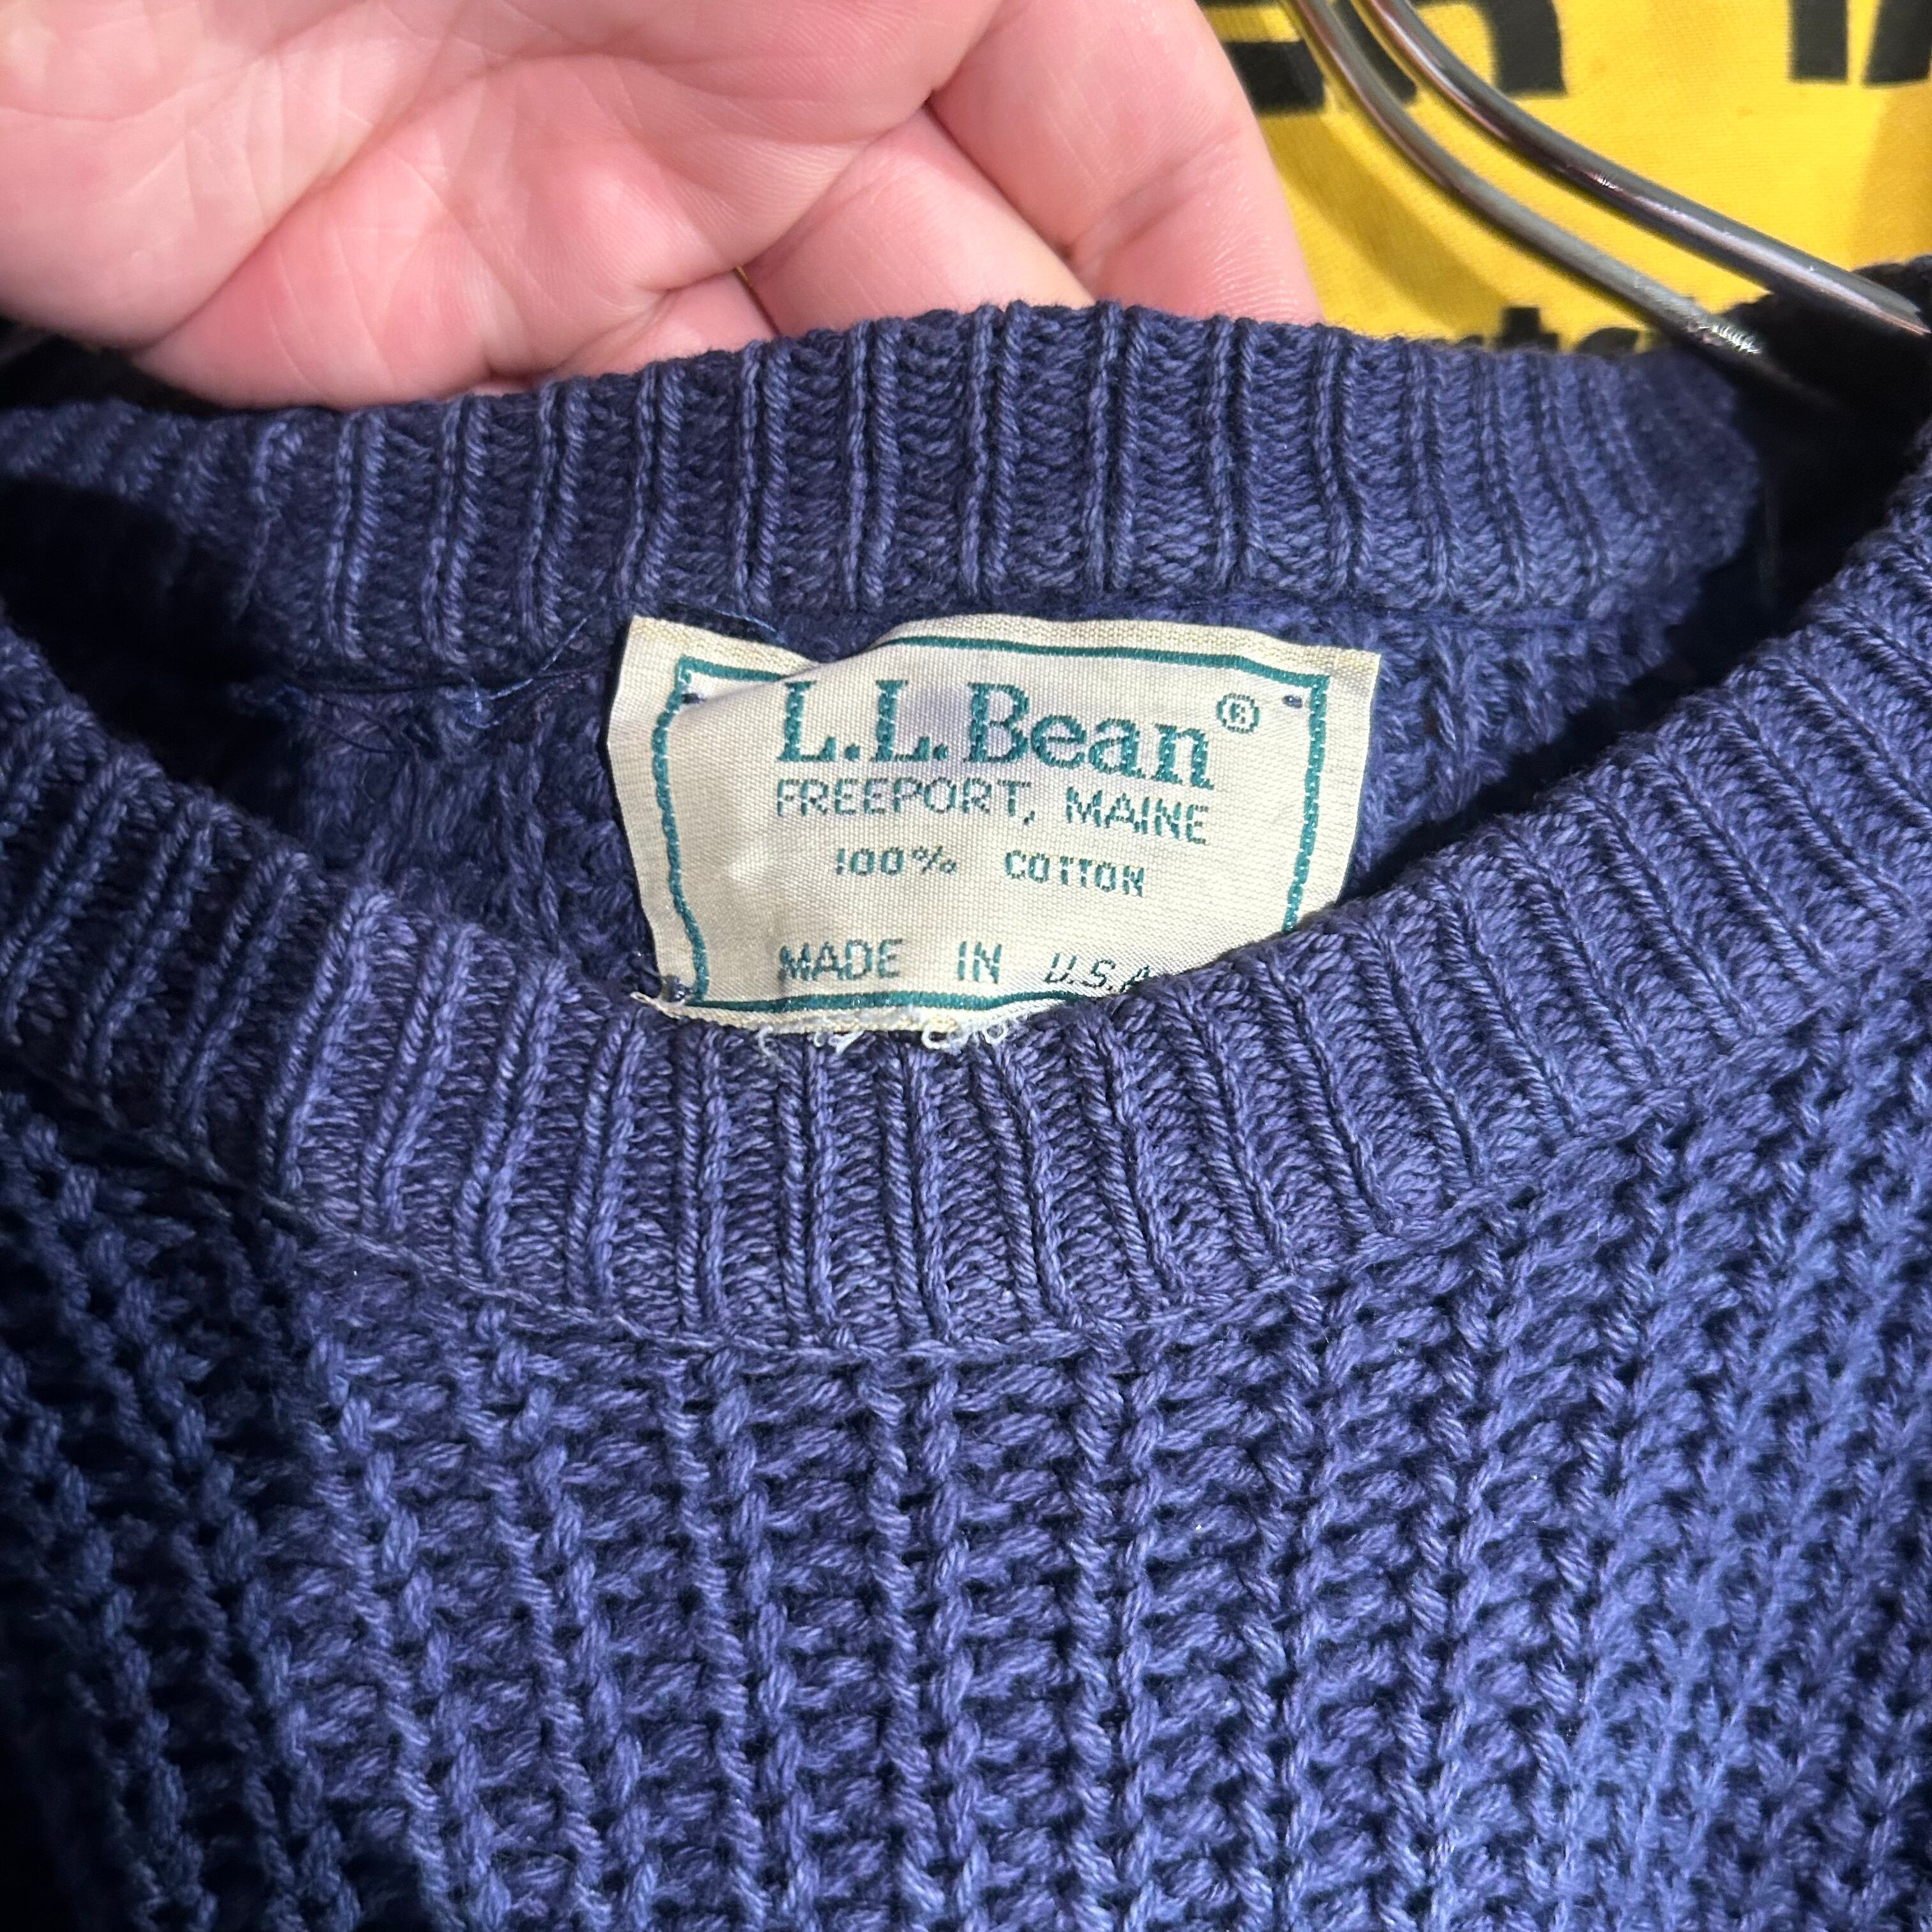 L.L.Bean®
FREEPORT, MAINE
100% COTTON
MADE IN U.S.A